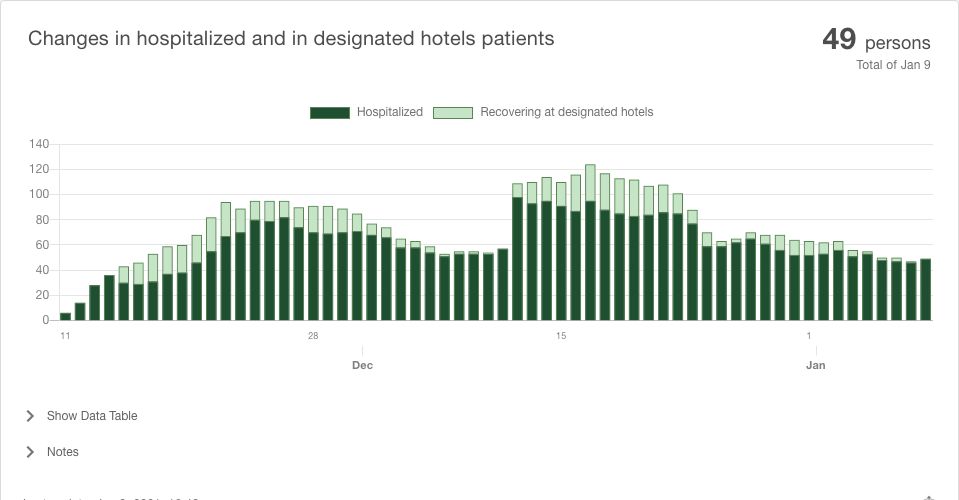 Changes in hospitalized and in designated hotels patients
49 persons
Total of Jan 9
Hospitalized
Recovering at designated hotels
140
120
100
80
60
40
20
0
11
28
15
1
Dec
Jan
Show Data Table
Notes